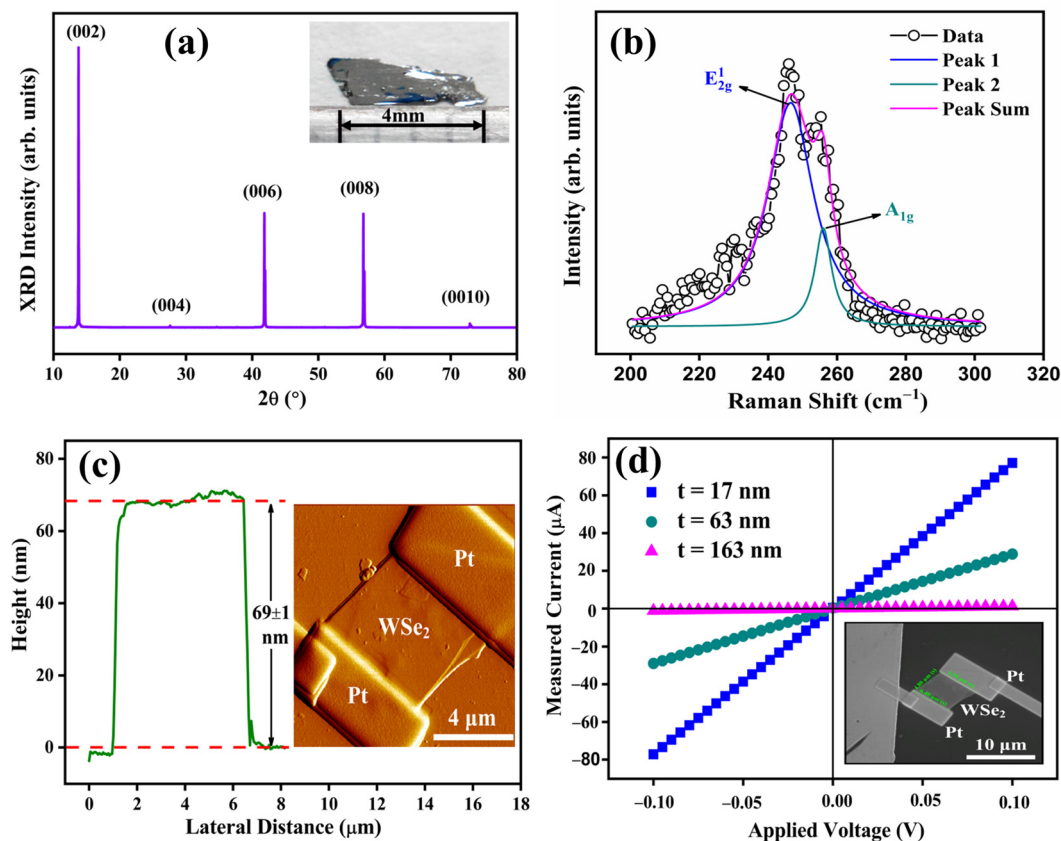 (a)
(002)
(004)
(006)
(008)
(0010)
4mm
XRD Intensity (arb. units)
10 20 30 40 50 60 70 80
2θ (°)
(b)
Data
Peak 1
Peak 2
Peak Sum
E¹₂g
A₁g
Intensity (arb. units)
200 220 240 260 280 300 320
Raman Shift (cm⁻¹)
(c)
80
60
40
20
0
Height (nm)
69±1
nm
Pt
WSe₂
Pt
4 μm
0 2 4 6 8 10 12 14 16 18
Lateral Distance (μm)
(d)
t = 17 nm
t = 63 nm
t = 163 nm
80
60
40
20
0
−20
−40
−60
−80
Measured Current (μA)
Pt
WSe₂
Pt
10 μm
−0.10 −0.05 0.00 0.05 0.10
Applied Voltage (V)